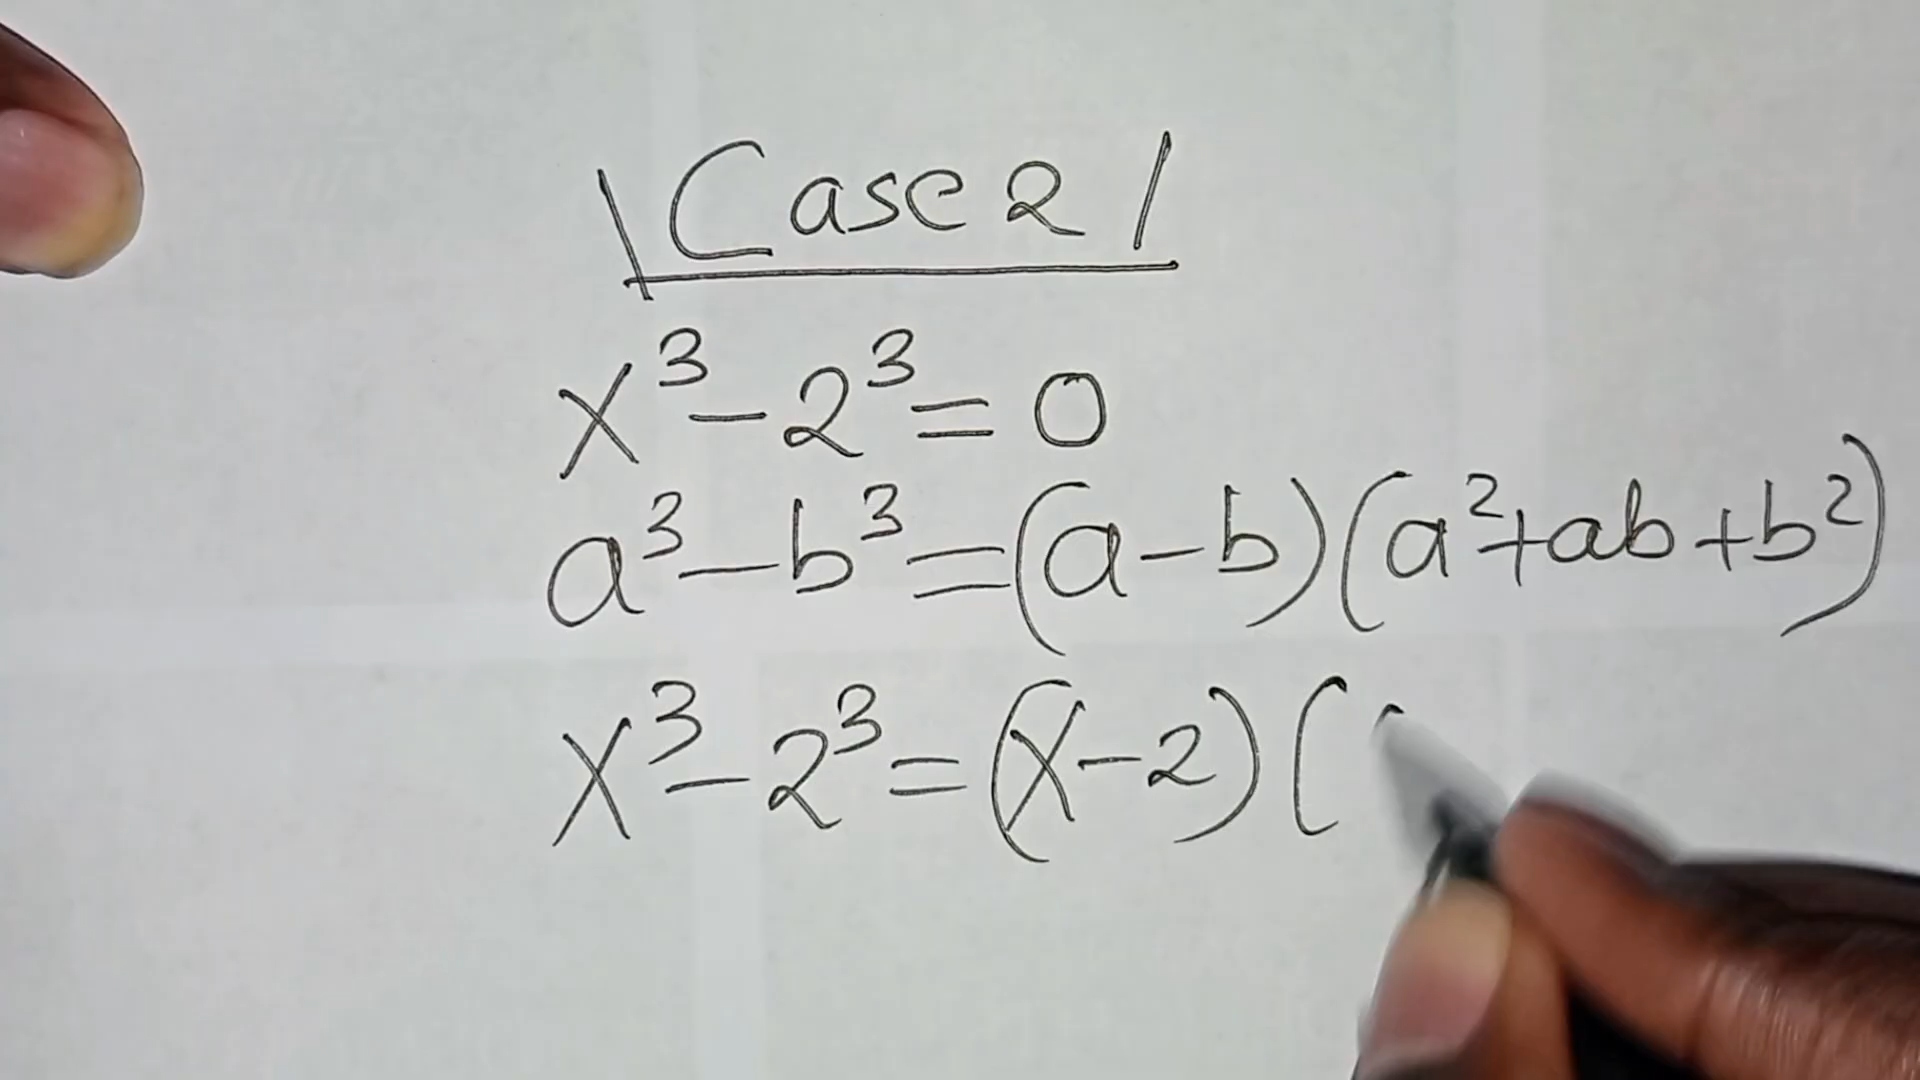 \Case 2/
x³-2³=0
a³-b³=(a-b)(a²+ab+b²)
x³-2³=(x-2)(